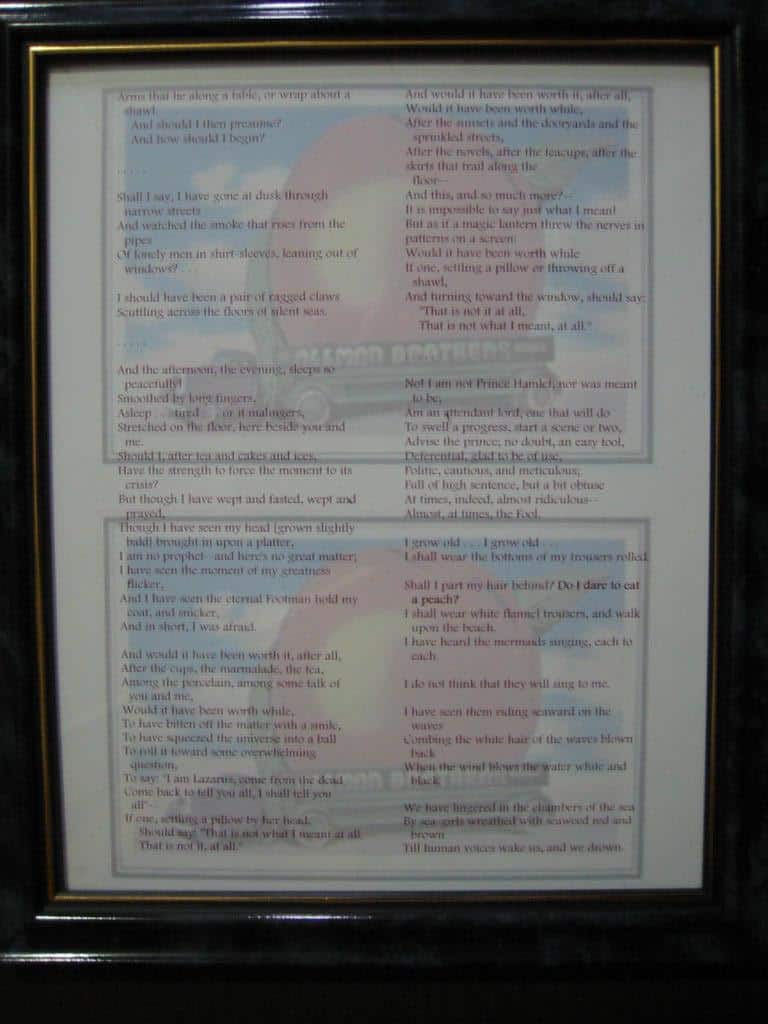 Arms that lie along a table, or wrap about a
shawl.
And should I then presume?
And how should I begin?
. . . . .
Shall I say, I have gone at dusk through
narrow streets
And watched the smoke that rises from the
pipes
Of lonely men in shirt-sleeves, leaning out of
windows? . . .
I should have been a pair of ragged claws
Scuttling across the floors of silent seas.
. . . . .
And the afternoon, the evening, sleeps so
peacefully!
Smoothed by long fingers,
Asleep . . . tired . . . or it malingers,
Stretched on the floor, here beside you and
me.
Should I, after tea and cakes and ices,
Have the strength to force the moment to its
crisis?
But though I have wept and fasted, wept and
prayed,
Though I have seen my head [grown slightly
bald] brought in upon a platter,
I am no prophet--and here's no great matter;
I have seen the moment of my greatness
flicker,
And I have seen the eternal Footman hold my
coat, and snicker,
And in short, I was afraid.
And would it have been worth it, after all,
After the cups, the marmalade, the tea,
Among the porcelain, among some talk of
you and me,
Would it have been worth while,
To have bitten off the matter with a smile,
To have squeezed the universe into a ball
To roll it toward some overwhelming
question,
To say: "I am Lazarus, come from the dead
Come back to tell you all, I shall tell you
all"--
If one, settling a pillow by her head,
Should say: "That is not what I meant at all
That is not it, at all."
And would it have been worth it, after all,
Would it have been worth while,
After the sunsets and the dooryards and the
sprinkled streets,
After the novels, after the teacups, after the
skirts that trail along the
floor--
And this, and so much more?--
It is impossible to say just what I mean!
But as if a magic lantern threw the nerves in
patterns on a screen:
Would it have been worth while
If one, settling a pillow or throwing off a
shawl,
And turning toward the window, should say:
"That is not it at all,
That is not what I meant, at all."
No! I am not Prince Hamlet, nor was meant
to be;
Am an attendant lord, one that will do
To swell a progress, start a scene or two,
Advise the prince; no doubt, an easy tool,
Deferential, glad to be of use,
Politic, cautious, and meticulous;
Full of high sentence, but a bit obtuse
At times, indeed, almost ridiculous--
Almost, at times, the Fool.
I grow old . . . I grow old . . .
I shall wear the bottoms of my trousers rolled.
Shall I part my hair behind? Do I dare to eat
a peach?
I shall wear white flannel trousers, and walk
upon the beach.
I have heard the mermaids singing, each to
each.
I do not think that they will sing to me.
I have seen them riding seaward on the
waves
Combing the white hair of the waves blown
back
When the wind blows the water white and
black.
We have lingered in the chambers of the sea
By sea-girls wreathed with seaweed red and
brown
Till human voices wake us, and we drown.
BROTHERS